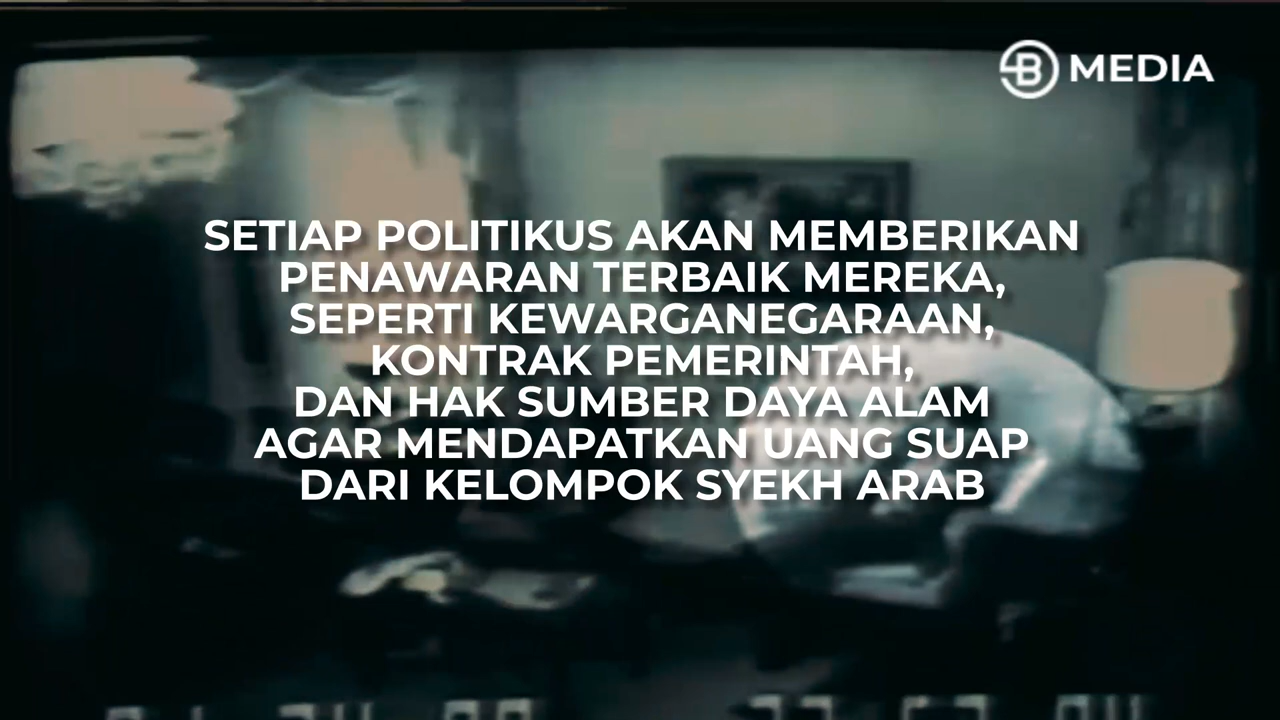 B MEDIA
SETIAP POLITIKUS AKAN MEMBERIKAN
PENAWARAN TERBAIK MEREKA,
SEPERTI KEWARGANEGARAAN,
KONTRAK PEMERINTAH,
DAN HAK SUMBER DAYA ALAM
AGAR MENDAPATKAN UANG SUAP
DARI KELOMPOK SYEKH ARAB